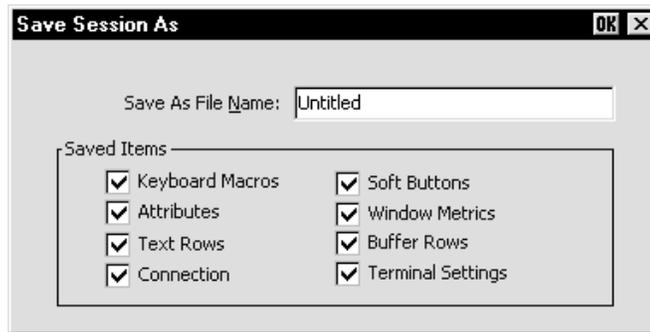 Save Session As OK
Save As File Name: Untitled
Saved Items
Keyboard Macros Soft Buttons
Attributes Window Metrics
Text Rows Buffer Rows
Connection Terminal Settings